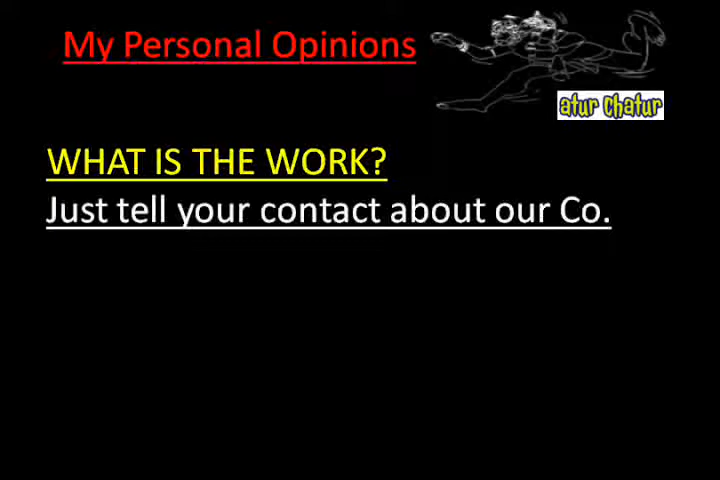 My Personal Opinions
atur Chatur
WHAT IS THE WORK?
Just tell your contact about our Co.